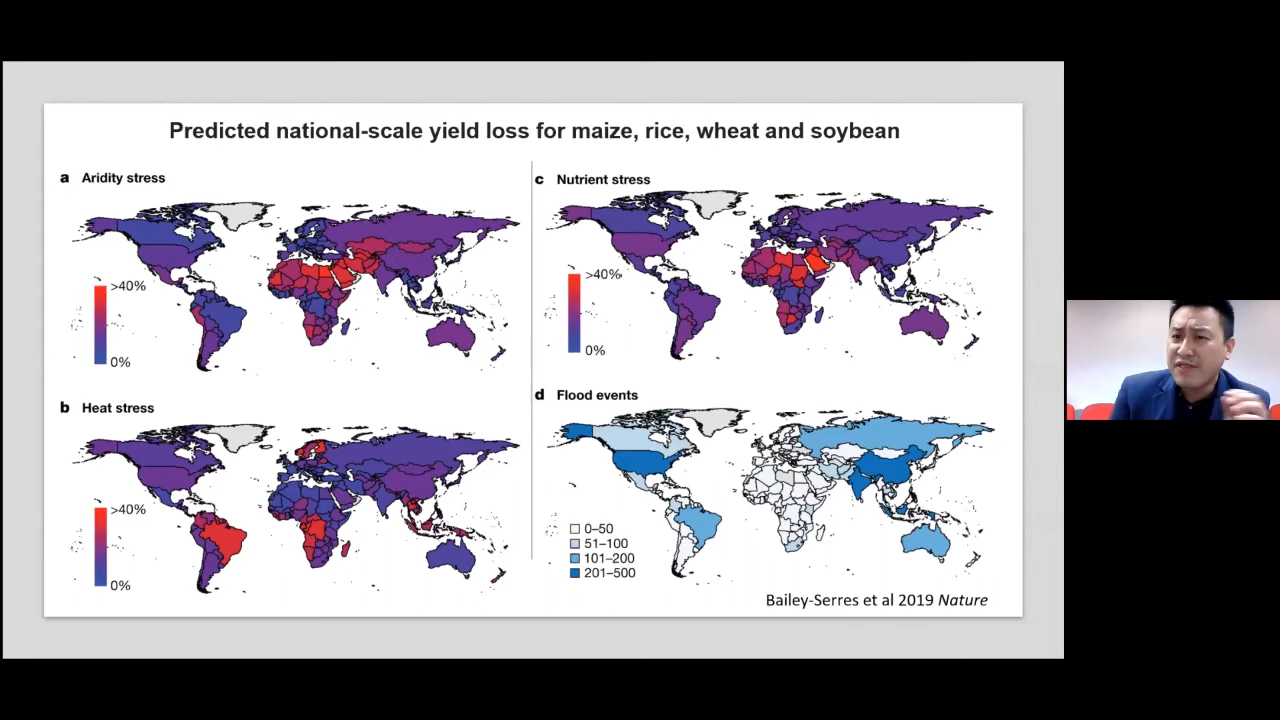 Predicted national-scale yield loss for maize, rice, wheat and soybean
a Aridity stress
>40%
0%
b Heat stress
>40%
0%
c Nutrient stress
>40%
0%
d Flood events
0–50
51–100
101–200
201–500
Bailey-Serres et al 2019 Nature